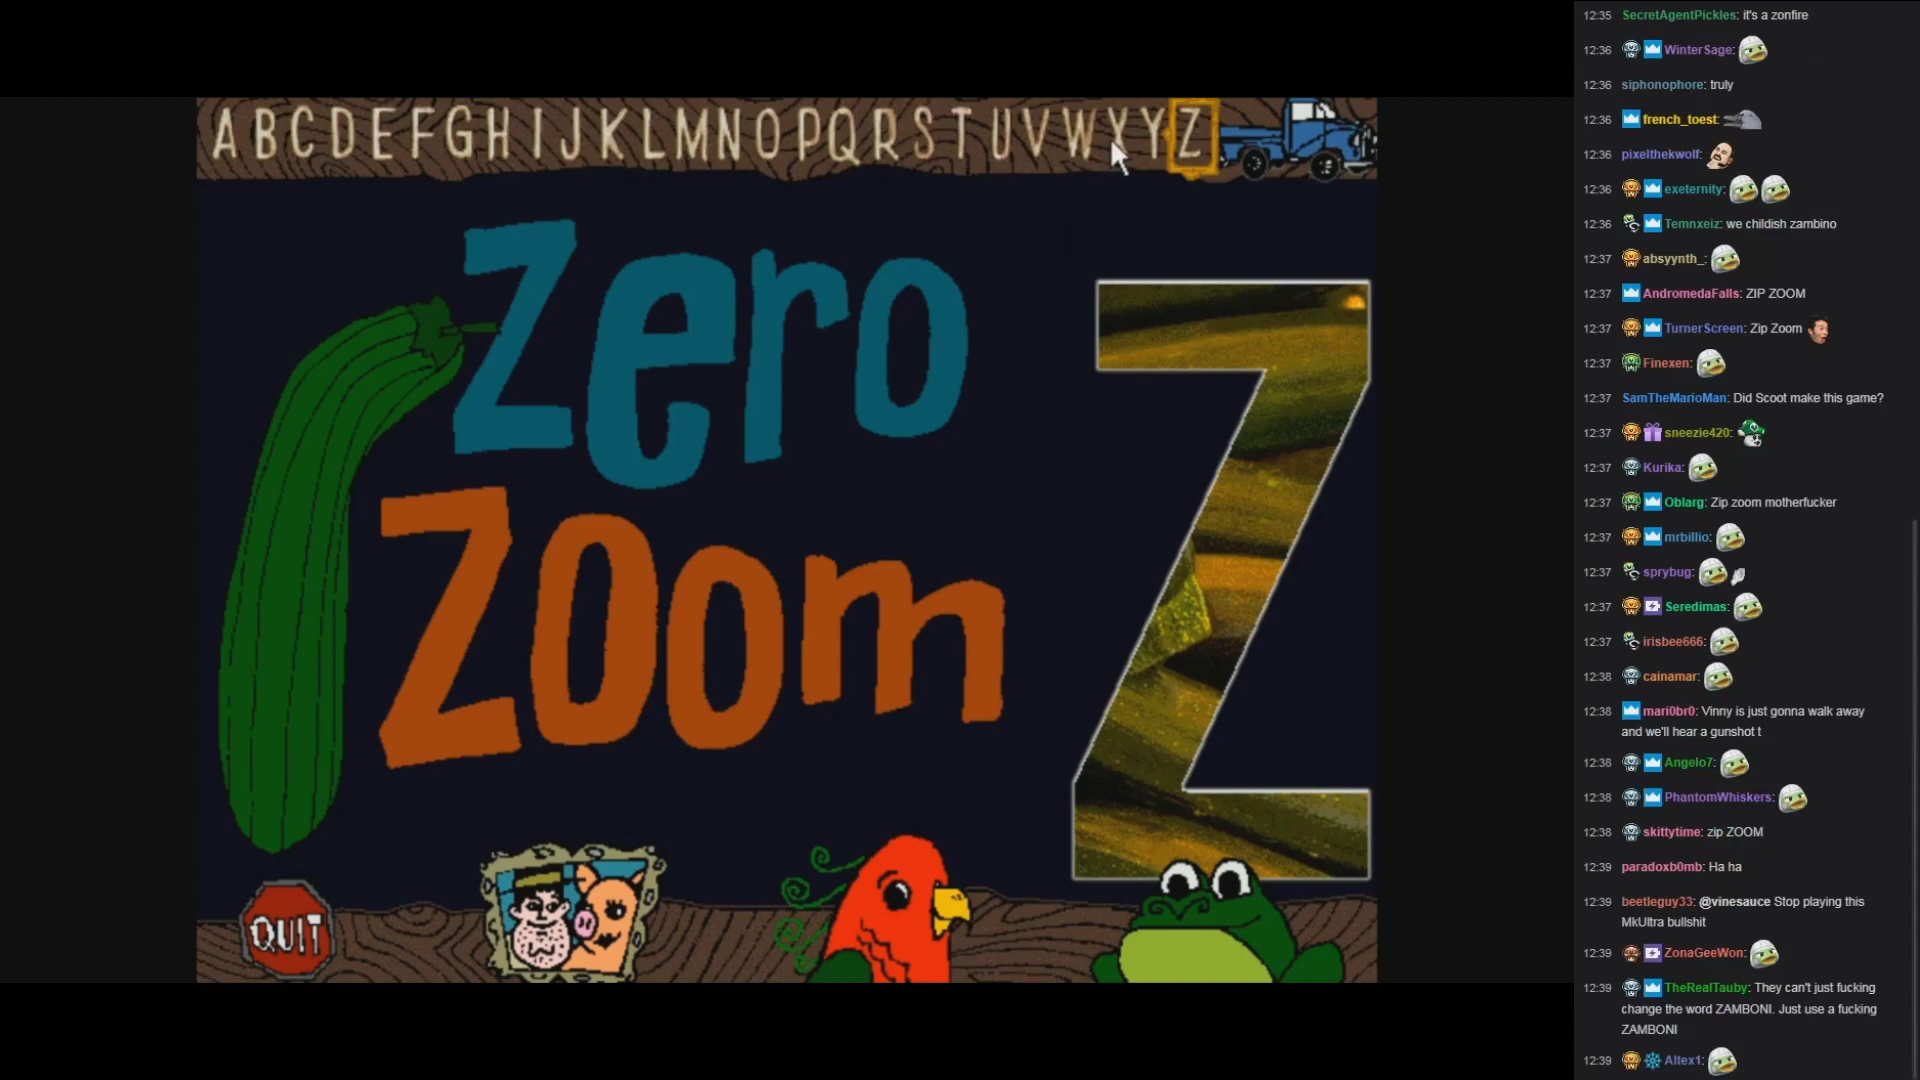 A B C D E F G H I J K L M N O P Q R S T U V W X Y Z
Zero
Zoom
Z
QUIT
12:35 SecretAgentPickles: it's a zonfire
12:36 WinterSage:
12:36 siphonophore: truly
12:36 french_toest:
12:36 pixelthekwolf:
12:36 exeternity:
12:36 Temnxeiz: we childish zambino
12:37 absyynth_:
12:37 AndromedaFalls: ZIP ZOOM
12:37 TurnerScreen: Zip Zoom
12:37 Finexen:
12:37 SamTheMarioMan: Did Scoot make this game?
12:37 sneezie420:
12:37 Kurika:
12:37 Oblarg: Zip zoom motherfucker
12:37 mrbillio:
12:37 sprybug:
12:37 Seredimas:
12:37 irisbee666:
12:38 cainamar:
12:38 mari0br0: Vinny is just gonna walk away
and we'll hear a gunshot t
12:38 Angelo7:
12:38 PhantomWhiskers:
12:38 skittytime: zip ZOOM
12:39 paradoxb0mb: Ha ha
12:39 beetleguy33: @vinesauce Stop playing this
MkUltra bullshit
12:39 ZonaGeeWon:
12:39 TheRealTauby: They can't just fucking
change the word ZAMBONI. Just use a fucking
ZAMBONI
12:39 Altex1: